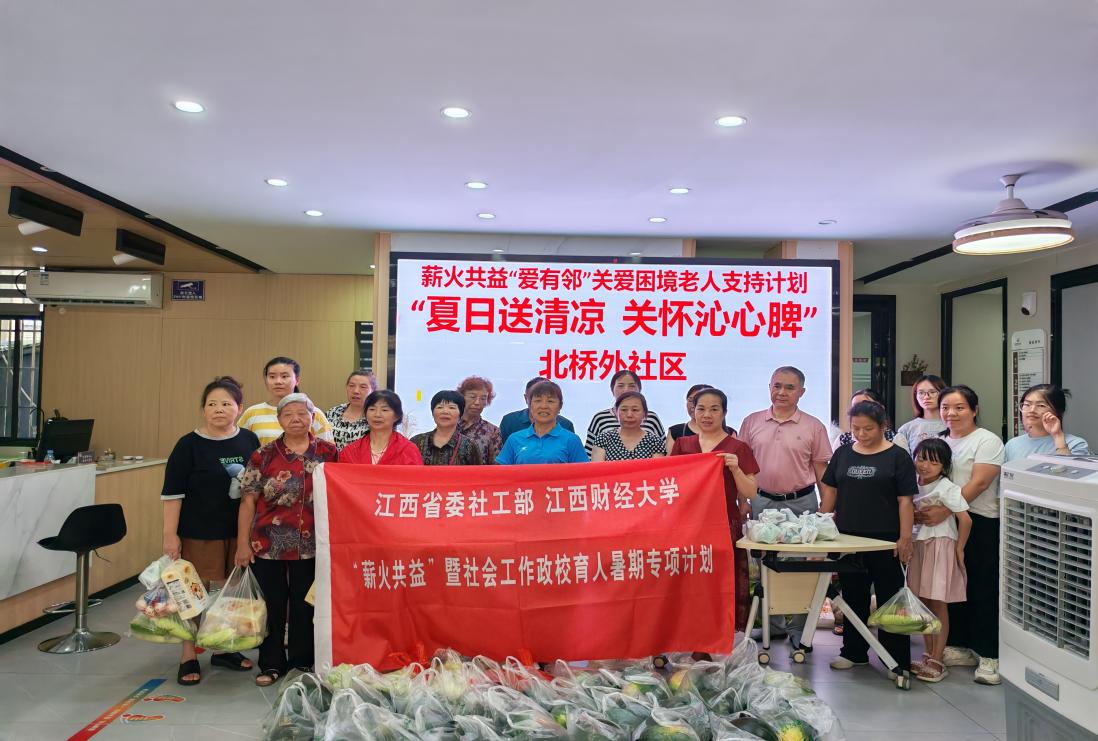 薪火共益“爱有邻”关爱困境老人支持计划
“夏日送清凉 关怀沁心脾”
北桥外社区
江西省委社工部 江西财经大学
“薪火共益”暨社会工作政校育人暑期专项计划
STRIVE
QUEEN